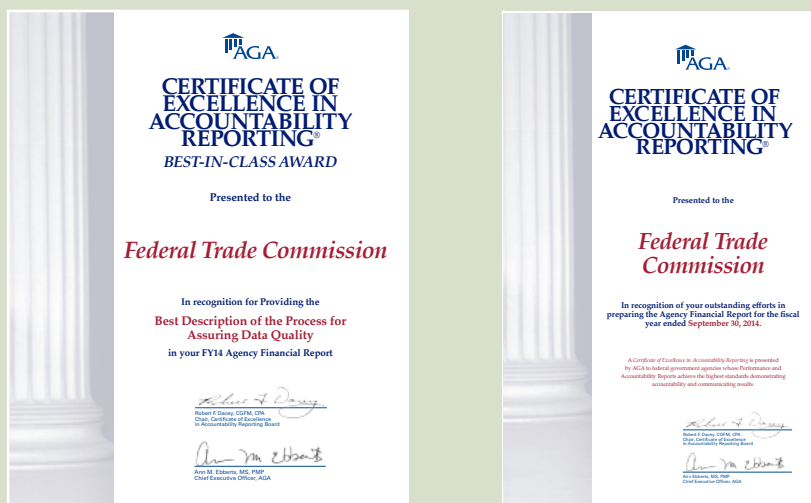 AGA.
CERTIFICATE OF
EXCELLENCE IN
ACCOUNTABILITY
REPORTING®
BEST-IN-CLASS AWARD
Presented to the
Federal Trade Commission
In recognition for Providing the
Best Description of the Process for
Assuring Data Quality
in your FY14 Agency Financial Report
Robert F. Dacey, CGFM, CPA
Chair, Certificate of Excellence
in Accountability Reporting Board
Ann M. Ebberts, MS, PMP
Chief Executive Officer, AGA
AGA.
CERTIFICATE OF
EXCELLENCE IN
ACCOUNTABILITY
REPORTING®
Presented to the
Federal Trade
Commission
In recognition of your outstanding efforts in
preparing the Agency Financial Report for the fiscal
year ended September 30, 2014.
A Certificate of Excellence in Accountability Reporting is presented
by AGA to federal government agencies whose Performance and
Accountability Reports achieve the highest standards demonstrating
accountability and communicating results.
Robert F. Dacey, CGFM, CPA
Chair, Certificate of Excellence
in Accountability Reporting Board
Ann Ebberts, MS, PMP
Chief Executive Officer, AGA